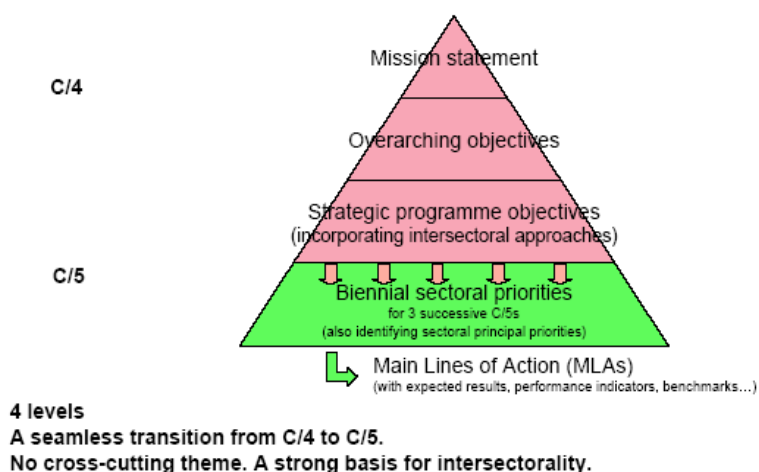 Mission statement
C/4
Overarching objectives
Strategic programme objectives
(incorporating intersectoral approaches)
C/5
Biennial sectoral priorities
for 3 successive C/5s
(also identifying sectoral principal priorities)
Main Lines of Action (MLAs)
(with expected results, performance indicators, benchmarks...)
4 levels
A seamless transition from C/4 to C/5.
No cross-cutting theme. A strong basis for intersectorality.